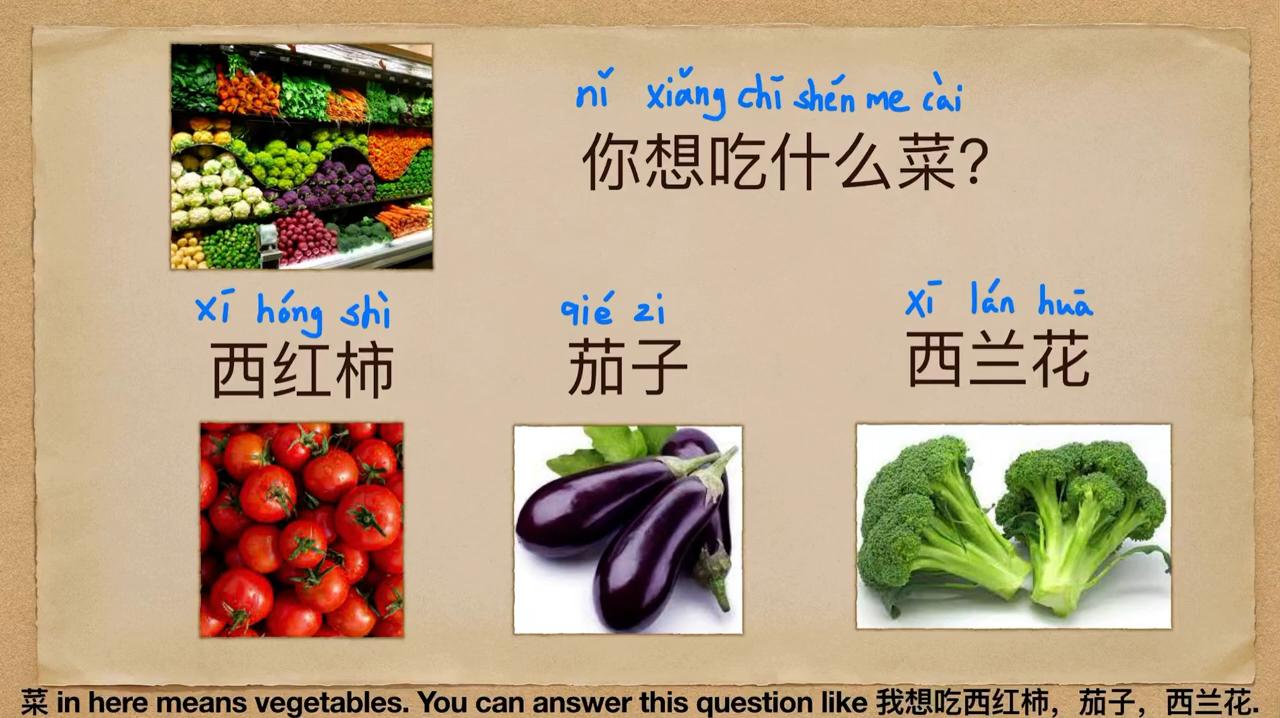 nǐ xiǎng chī shén me cài
你想吃什么菜?
xī hóng shì
西红柿
qié zi
茄子
xī lán huā
西兰花
菜 in here means vegetables. You can answer this question like 我想吃西红柿，茄子，西兰花.